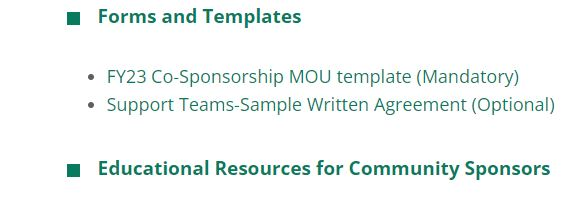 Forms and Templates
FY23 Co-Sponsorship MOU template (Mandatory)
Support Teams-Sample Written Agreement (Optional)
Educational Resources for Community Sponsors